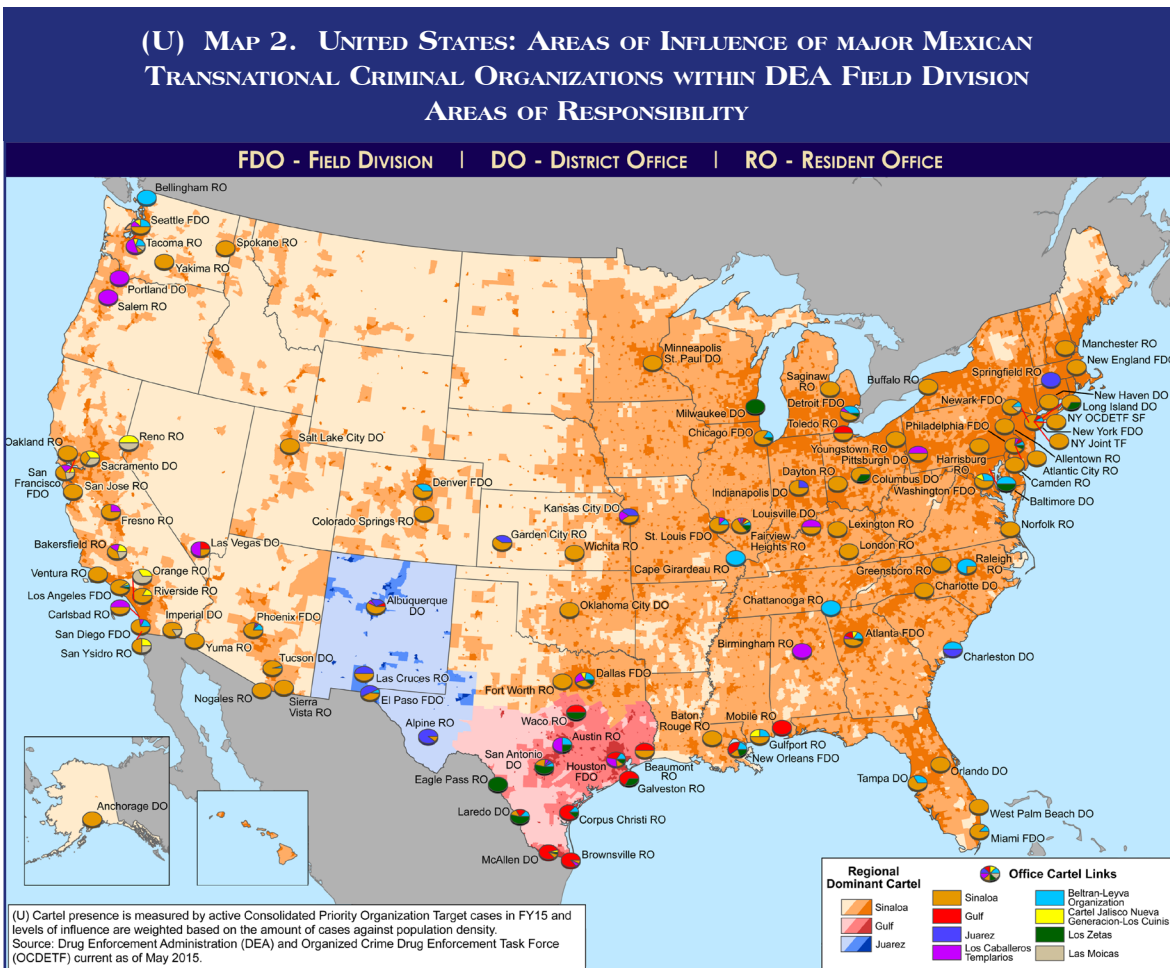 (U) Map 2. United States: Areas of Influence of major Mexican
Transnational Criminal Organizations within DEA Field Division
Areas of Responsibility
FDO - Field Division | DO - District Office | RO - Resident Office
Bellingham RO
Seattle FDO
Tacoma RO
Spokane RO
Yakima RO
Portland DO
Salem RO
Minneapolis
St. Paul DO
Manchester RO
New England FDO
Springfield RO
Saginaw
RO
Buffalo RO
Newark FDO
New Haven DO
Long Island DO
Detroit FDO
Milwaukee DO
NY OCDETF SF
Oakland RO
Reno RO
Salt Lake City DO
Chicago FDO
Toledo RO
Philadelphia FDO
New York FDO
NY Joint TF
Sacramento DO
Youngstown RO
Pittsburgh DO
Harrisburg
RO
Allentown RO
Atlantic City RO
Camden RO
San
Francisco
FDO
San Jose RO
Denver FDO
Dayton RO
Columbus DO
Washington FDO
Indianapolis DO
Baltimore DO
Fresno RO
Colorado Springs RO
Kansas City DO
Louisville DO
Garden City RO
St. Louis FDO
Fairview
Heights RO
Lexington RO
Norfolk RO
Bakersfield RO
Las Vegas DO
Wichita RO
London RO
Raleigh
RO
Ventura RO
Orange RO
Cape Girardeau RO
Greensboro RO
Los Angeles FDO
Riverside RO
Charlotte DO
Carlsbad RO
Imperial DO
Phoenix FDO
Albuquerque
DO
Oklahoma City DO
Chattanooga RO
San Diego FDO
Atlanta FDO
San Ysidro RO
Yuma RO
Birmingham RO
Charleston DO
Tucson DO
Las Cruces RO
Dallas FDO
Nogales RO
Sierra
Vista RO
El Paso FDO
Fort Worth RO
Waco RO
Baton
Rouge RO
Mobile RO
Alpine RO
Austin RO
Gulfport RO
San Antonio
DO
Houston
FDO
Beaumont
RO
New Orleans FDO
Eagle Pass RO
Galveston RO
Tampa DO
Orlando DO
Anchorage DO
Laredo DO
Corpus Christi RO
West Palm Beach DO
Miami FDO
McAllen DO
Brownsville RO
Regional
Dominant Cartel
Sinaloa
Gulf
Juarez
Office Cartel Links
Sinaloa
Gulf
Juarez
Los Caballeros
Templarios
Beltran-Leyva
Organization
Cartel Jalisco Nueva
Generacion-Los Cuinis
Los Zetas
Las Moicas
(U) Cartel presence is measured by active Consolidated Priority Organization Target cases in FY15 and
levels of influence are weighted based on the amount of cases against population density.
Source: Drug Enforcement Administration (DEA) and Organized Crime Drug Enforcement Task Force
(OCDETF) current as of May 2015.